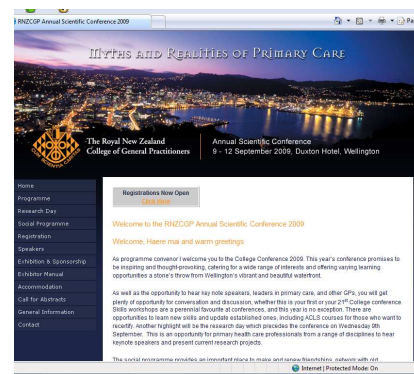 RNZCGP Annual Scientific Conference 2009
Pa
Myths and Realities of Primary Care
The Royal New Zealand
College of General Practitioners
Annual Scientific Conference
9 - 12 September 2009, Duxton Hotel, Wellington
Home
Programme
Research Day
Social Programme
Registration
Speakers
Exhibition & Sponsorship
Exhibitor Manual
Accommodation
Call for Abstracts
General Information
Contact
Registrations Now Open
Click Here
Welcome to the RNZCGP Annual Scientific Conference 2009
Welcome, Haere mai and warm greetings
As programme convenor I welcome you to the College Conference 2009. This year's conference promises to
be inspiring and thought-provoking, catering for a wide range of interests and offering varying learning
opportunities a stone's throw from Wellington's vibrant and beautiful waterfront.
As well as the opportunity to hear key note speakers, leaders in primary care, and other GPs, you will get
plenty of opportunity for conversation and discussion, whether this is your first or your 21st College conference.
Skills workshops are a perennial favourite at conferences, and this year is no exception. There are
opportunities to learn new skills and update established ones, including ACLS courses for those who want to
recertify. Another highlight will be the research day which precedes the conference on Wednesday 9th
September. This is an opportunity for primary health care professionals from a range of disciplines to hear
keynote speakers and present current research projects.
The social programme provides an important place to make and renew friendships, network with old
Internet | Protected Mode: On